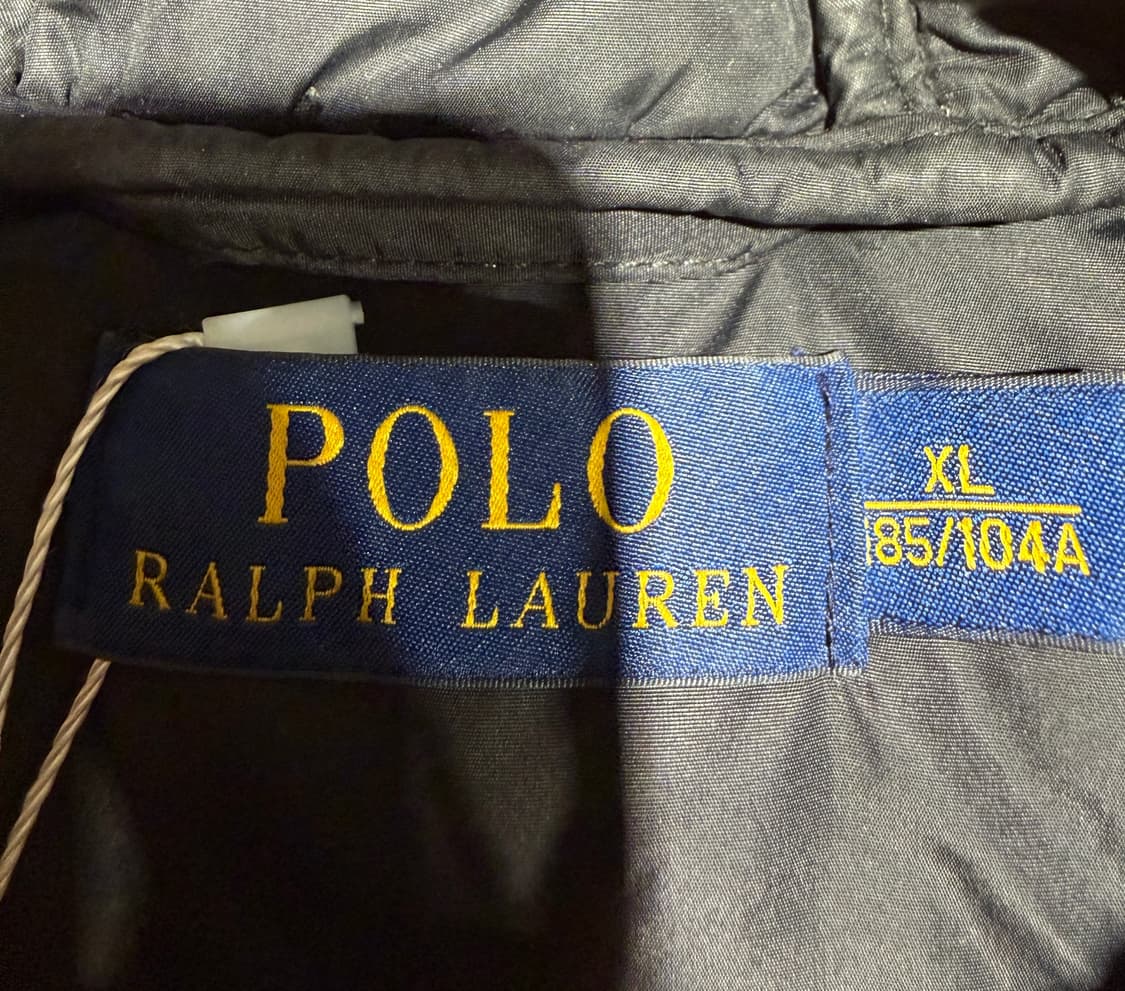 POLO
RALPH LAUREN
XL
185/104A